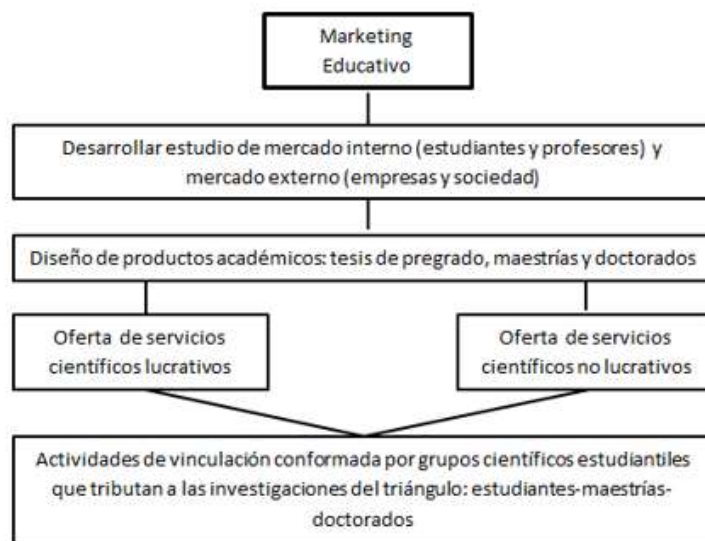 Marketing
Educativo
Desarrollar estudio de mercado interno (estudiantes y profesores) y
mercado externo (empresas y sociedad)
Diseño de productos académicos: tesis de pregrado, maestrías y doctorados
Oferta de servicios
científicos lucrativos
Oferta de servicios
científicos no lucrativos
Actividades de vinculación conformada por grupos científicos estudiantiles
que tributan a las investigaciones del triángulo: estudiantes-maestrías-
doctorados